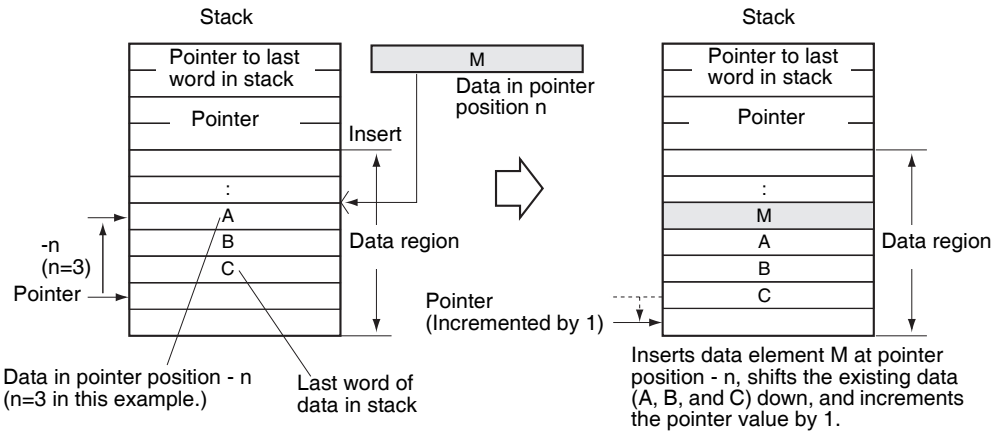 Stack
Pointer to last
word in stack
Pointer
:
A
B
C
M
Data in pointer
position n
Insert
Data region
-n
(n=3)
Pointer
Data in pointer position - n
(n=3 in this example.)
Last word of
data in stack
Stack
Pointer to last
word in stack
Pointer
:
M
A
B
C
Data region
Pointer
(Incremented by 1)
Inserts data element M at pointer
position - n, shifts the existing data
(A, B, and C) down, and increments
the pointer value by 1.